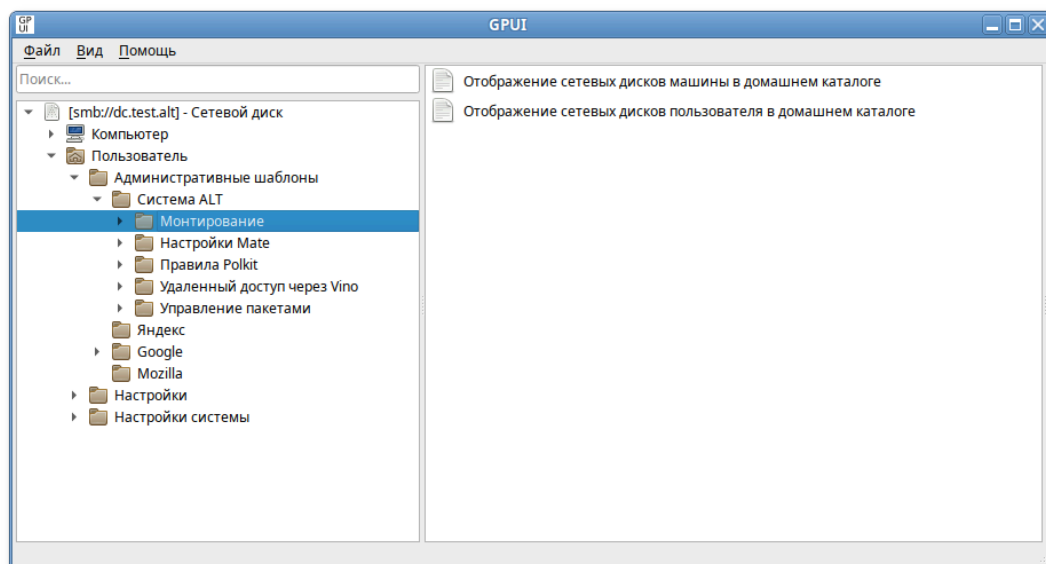 GP
UI
GPUI
Файл Вид Помощь
Поиск...
[smb://dc.test.alt] - Сетевой диск
Компьютер
Пользователь
Административные шаблоны
Система ALT
Монтирование
Настройки Mate
Правила Polkit
Удаленный доступ через Vino
Управление пакетами
Яндекс
Google
Mozilla
Настройки
Настройки системы
Отображение сетевых дисков машины в домашнем каталоге
Отображение сетевых дисков пользователя в домашнем каталоге